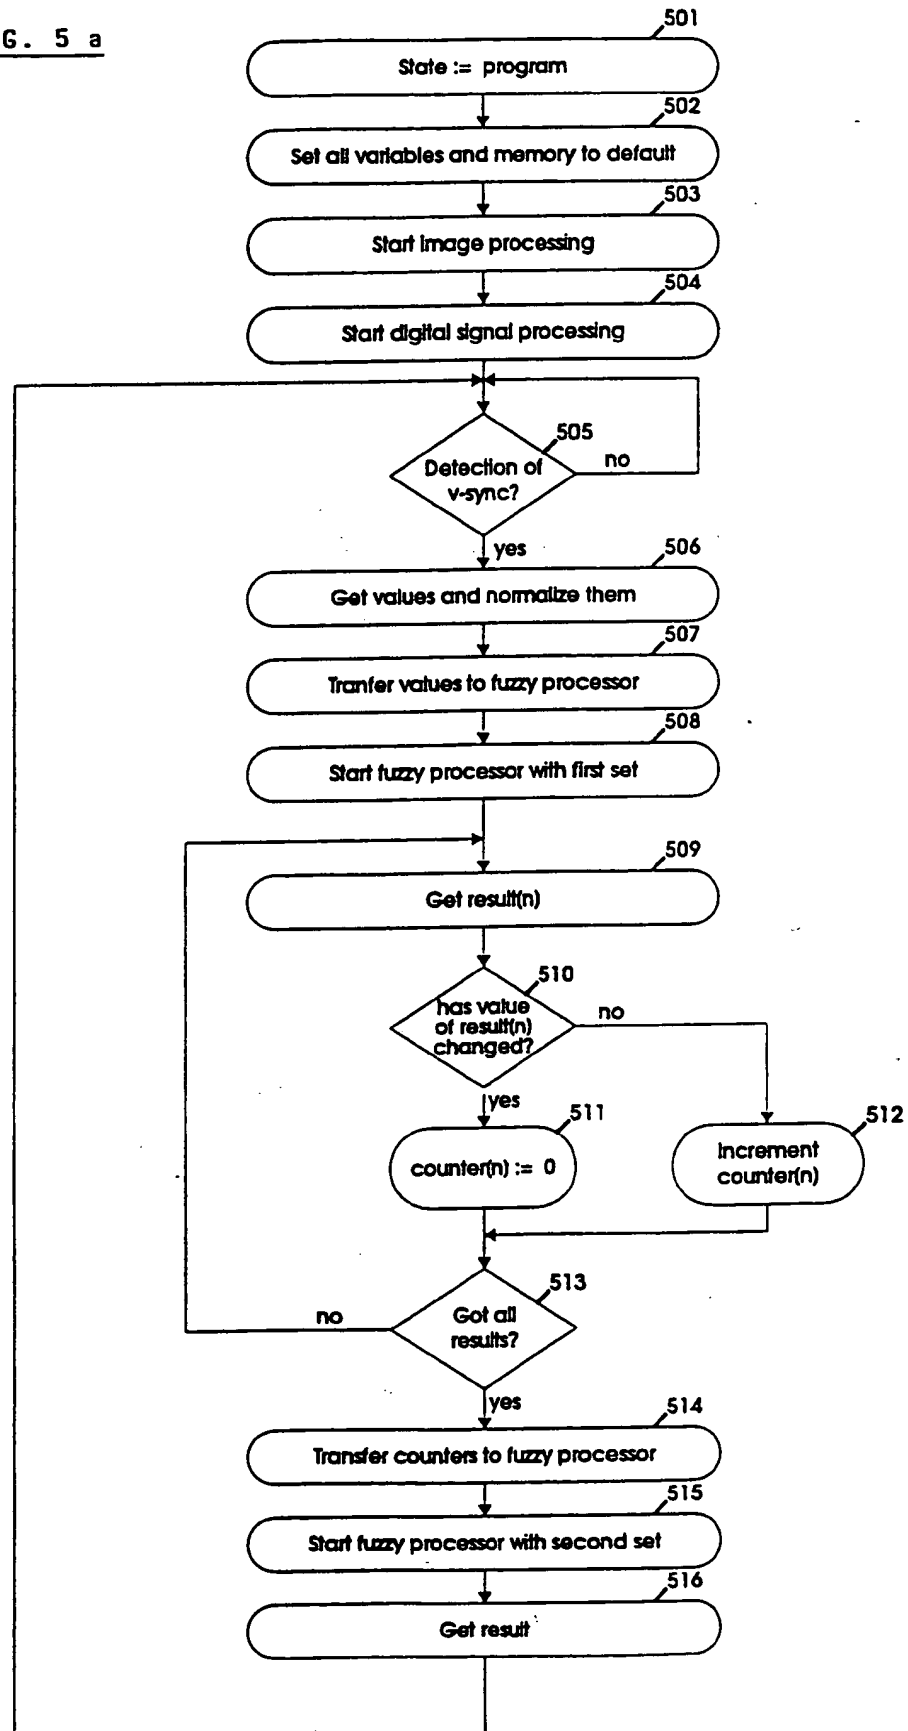 G. 5 a
501
State := program
502
Set all variables and memory to default
503
Start image processing
504
Start digital signal processing
505
Detection of
v-sync?
no
yes
506
Get values and normalize them
507
Tranfer values to fuzzy processor
508
Start fuzzy processor with first set
509
Get result(n)
510
has value
of result(n)
changed?
no
yes
511
counter(n) := 0
512
Increment
counter(n)
513
Got all
results?
no
yes
514
Transfer counters to fuzzy processor
515
Start fuzzy processor with second set
516
Get result